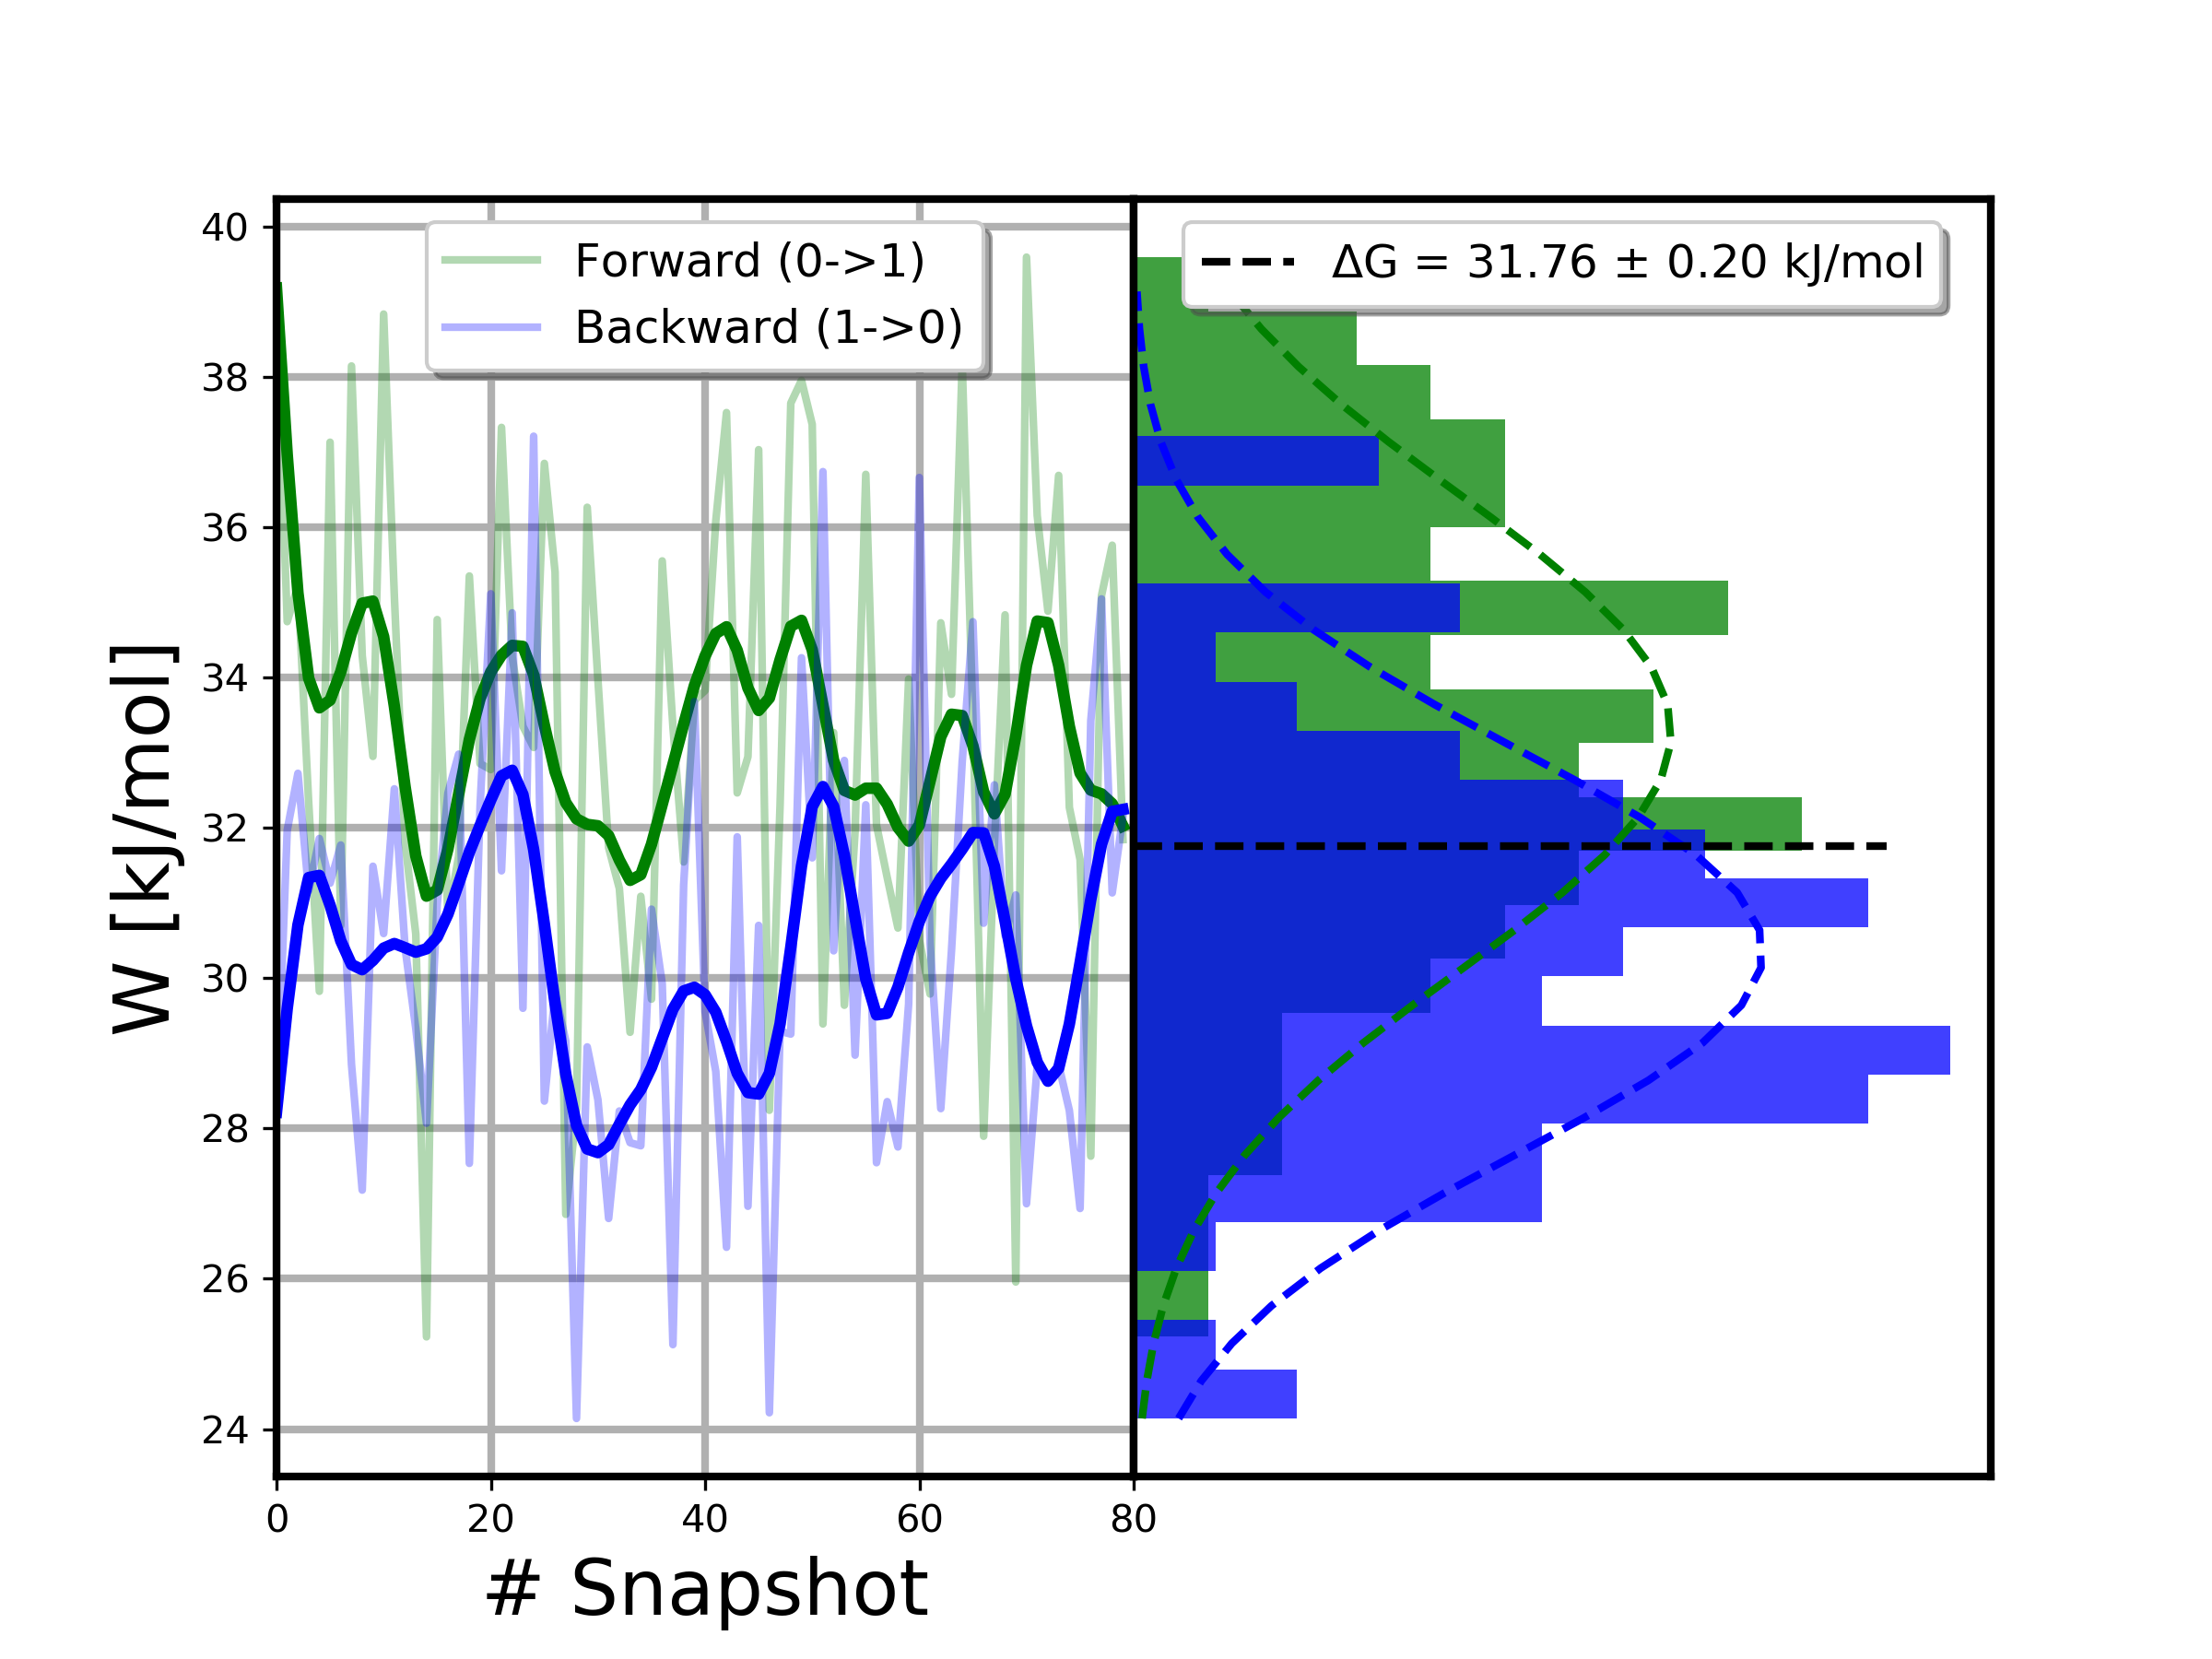 Forward (0->1)
Backward (1->0)
ΔG = 31.76 ± 0.20 kJ/mol
W [kJ/mol]
40
38
36
34
32
30
28
26
24
0 20 40 60 80
# Snapshot